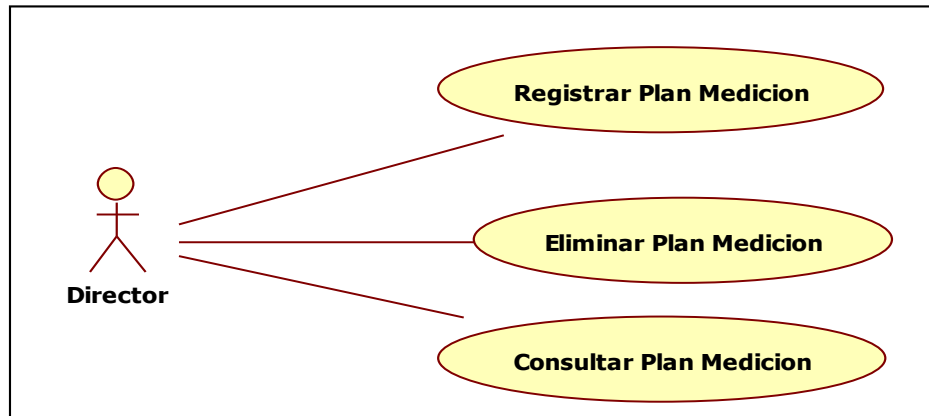 Registrar Plan Medicion
Eliminar Plan Medicion
Director
Consultar Plan Medicion